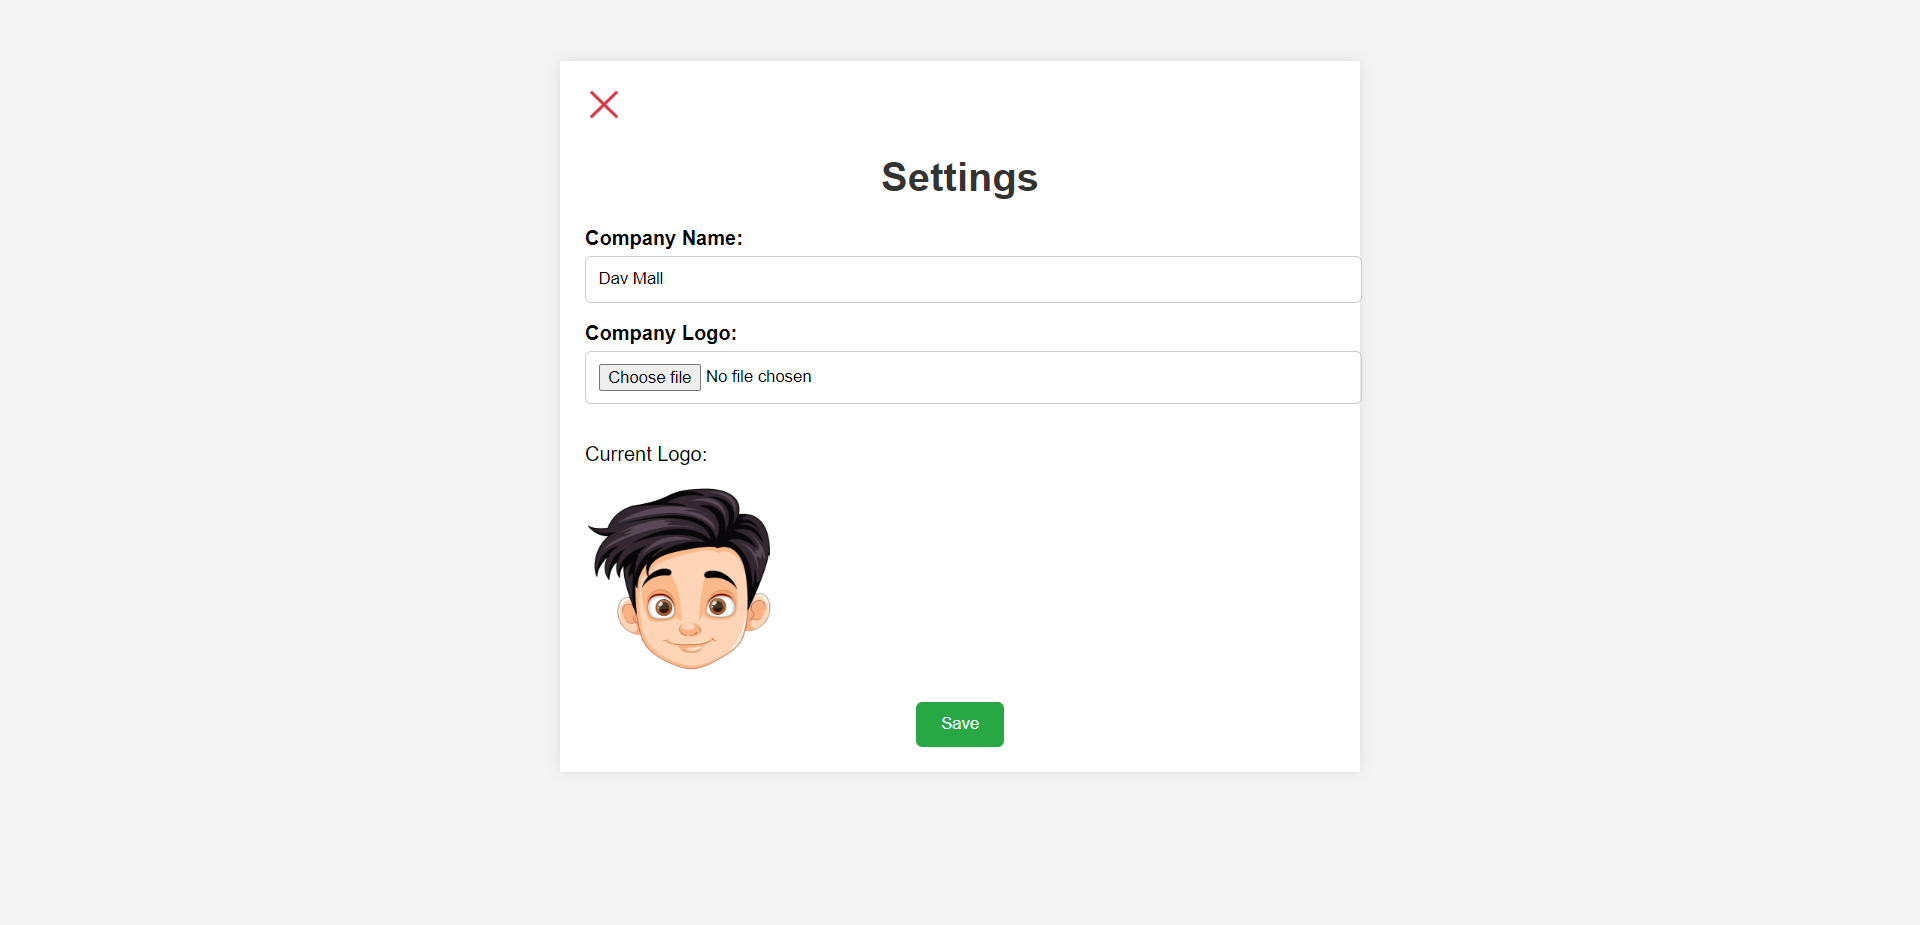 Settings
Company Name:
Dav Mall
Company Logo:
Choose file No file chosen
Current Logo:
Save